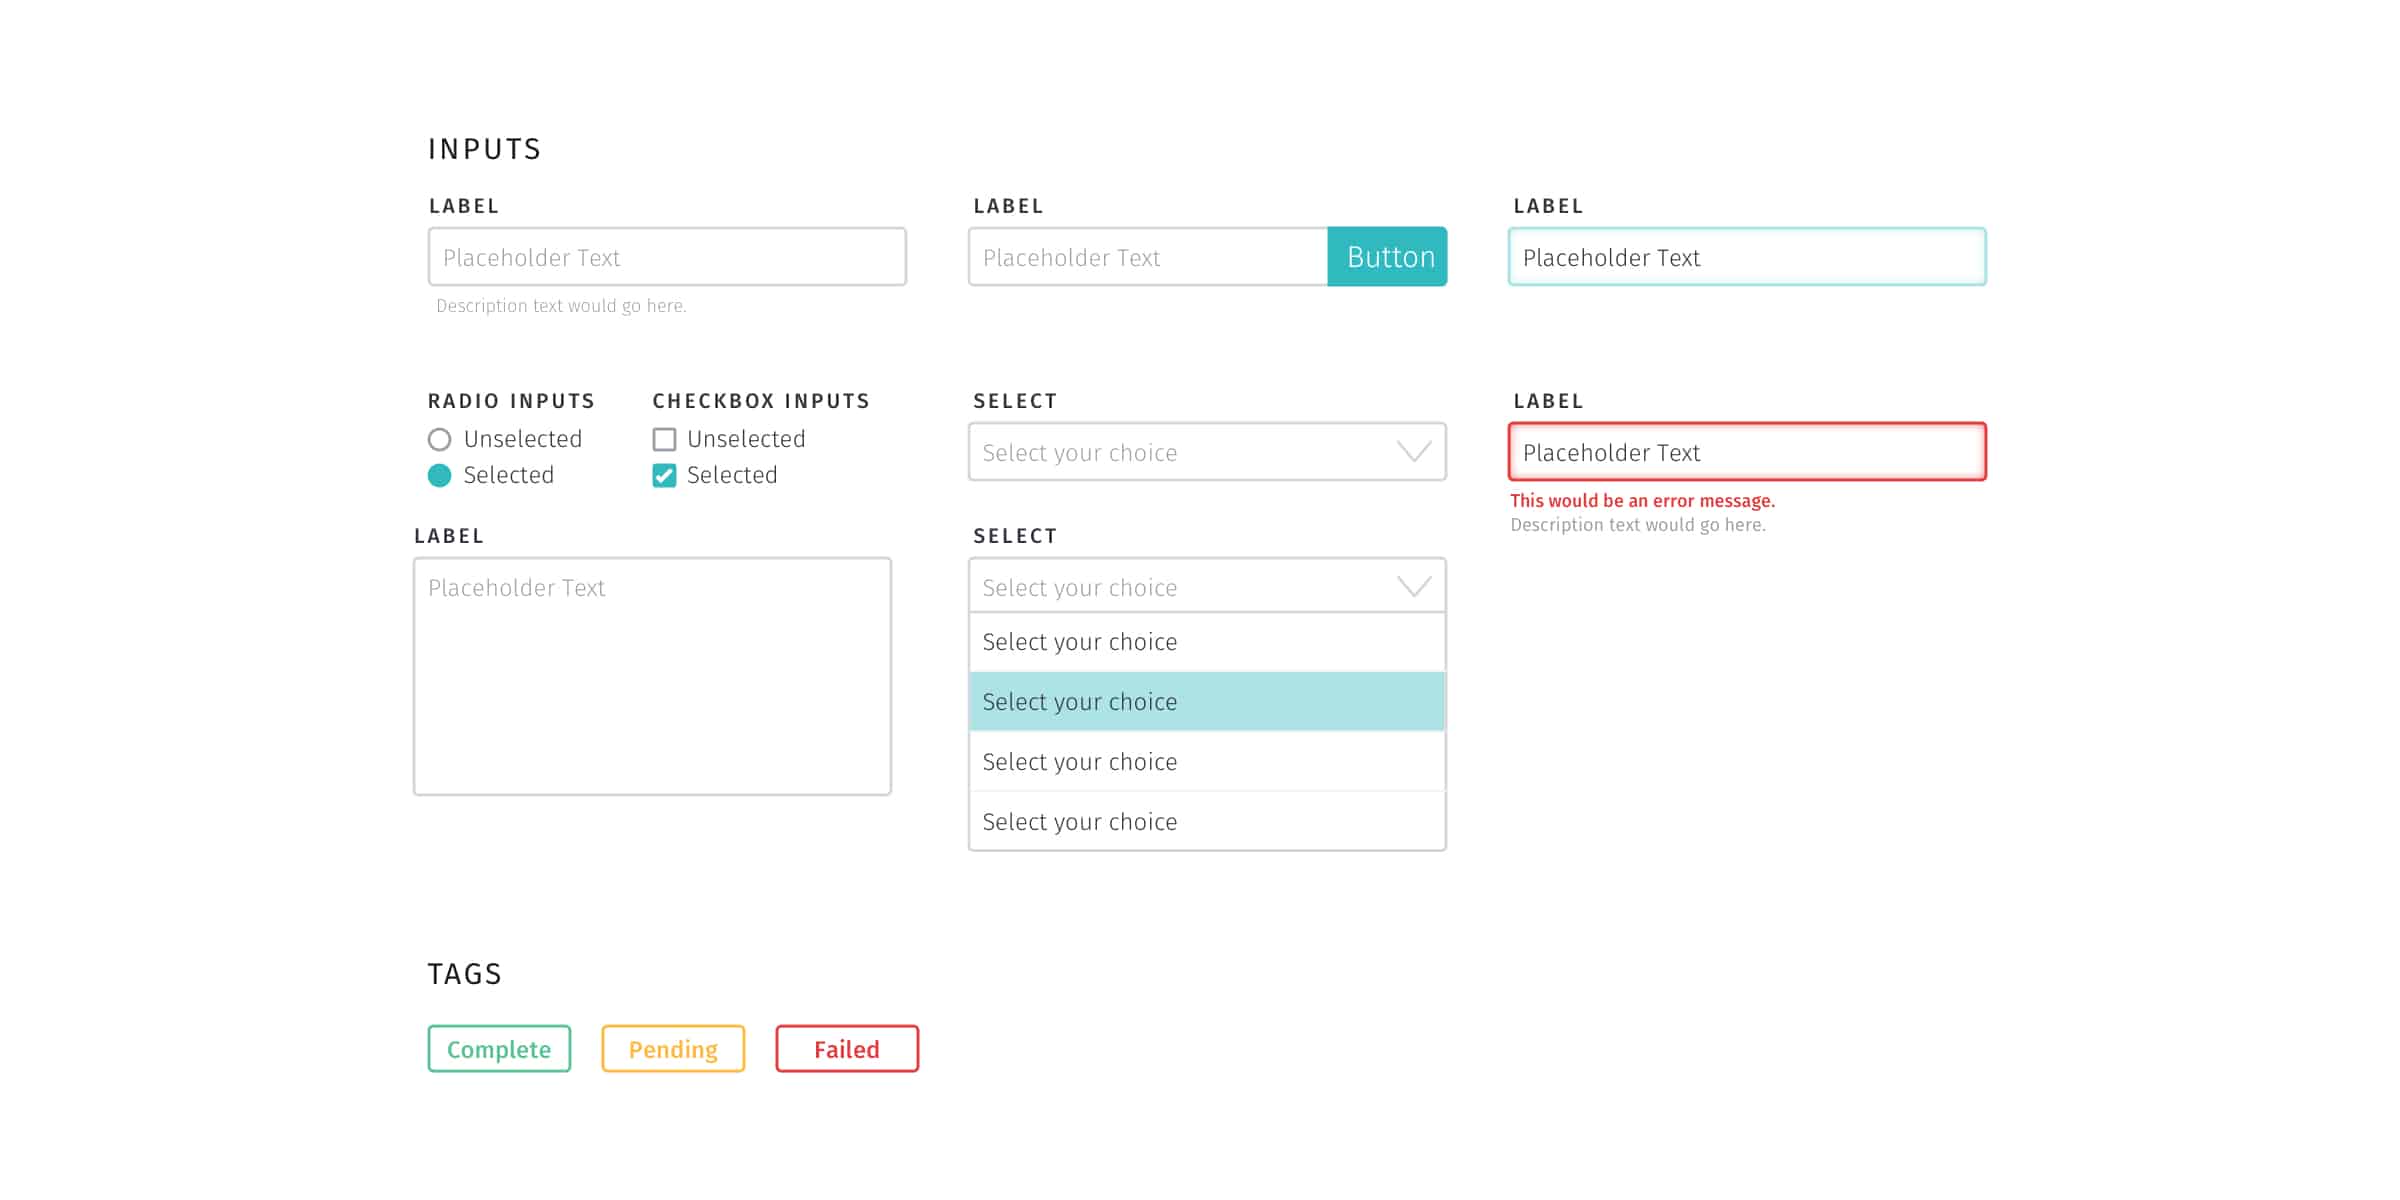 INPUTS
LABEL
Placeholder Text
Description text would go here.
LABEL
Placeholder Text
Button
LABEL
Placeholder Text
RADIO INPUTS
Unselected
Selected
CHECKBOX INPUTS
Unselected
Selected
SELECT
Select your choice
LABEL
Placeholder Text
This would be an error message.
Description text would go here.
LABEL
Placeholder Text
SELECT
Select your choice
Select your choice
Select your choice
Select your choice
Select your choice
TAGS
Complete
Pending
Failed